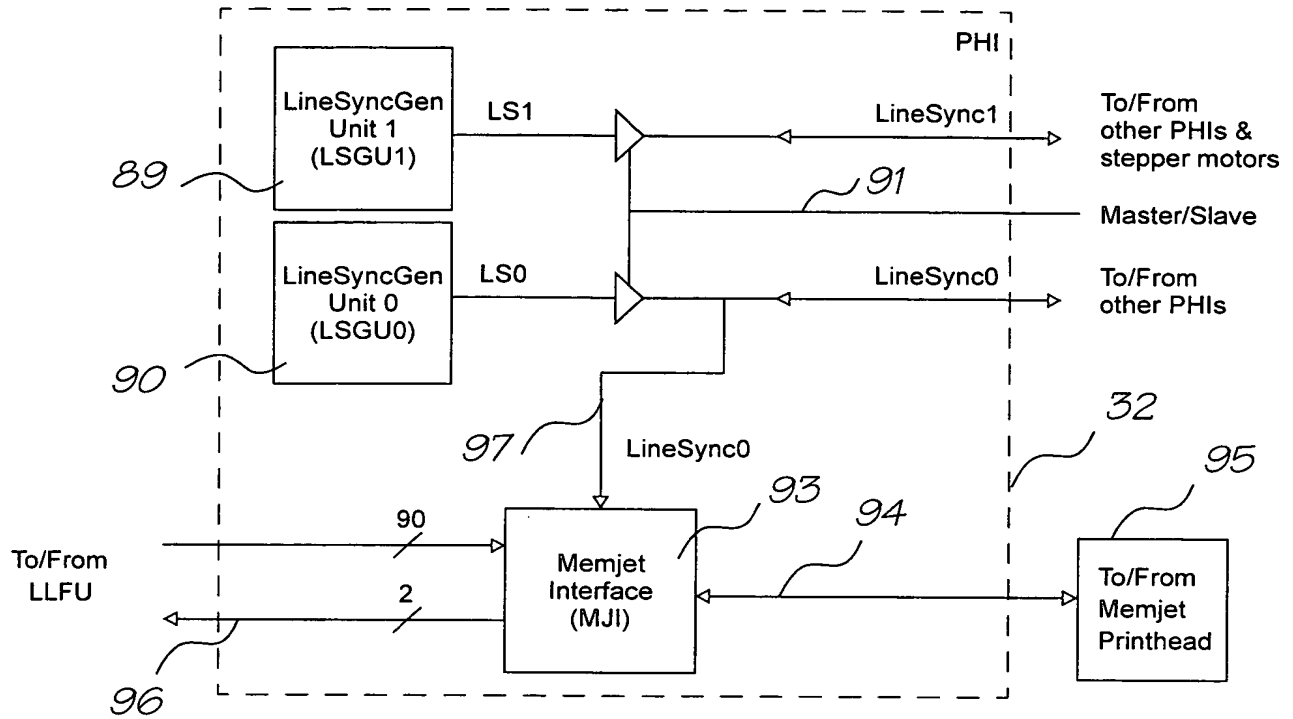 PHI
LineSyncGen
Unit 1
(LSGU1)
LS1
LineSync1
To/From
other PHIs &
stepper motors
89
91
Master/Slave
LineSyncGen
Unit 0
(LSGU0)
LS0
LineSync0
To/From
other PHIs
90
97
LineSync0
32
95
93
94
To/From
LLFU
90
2
Memjet
Interface
(MJI)
To/From
Memjet
Printhead
96